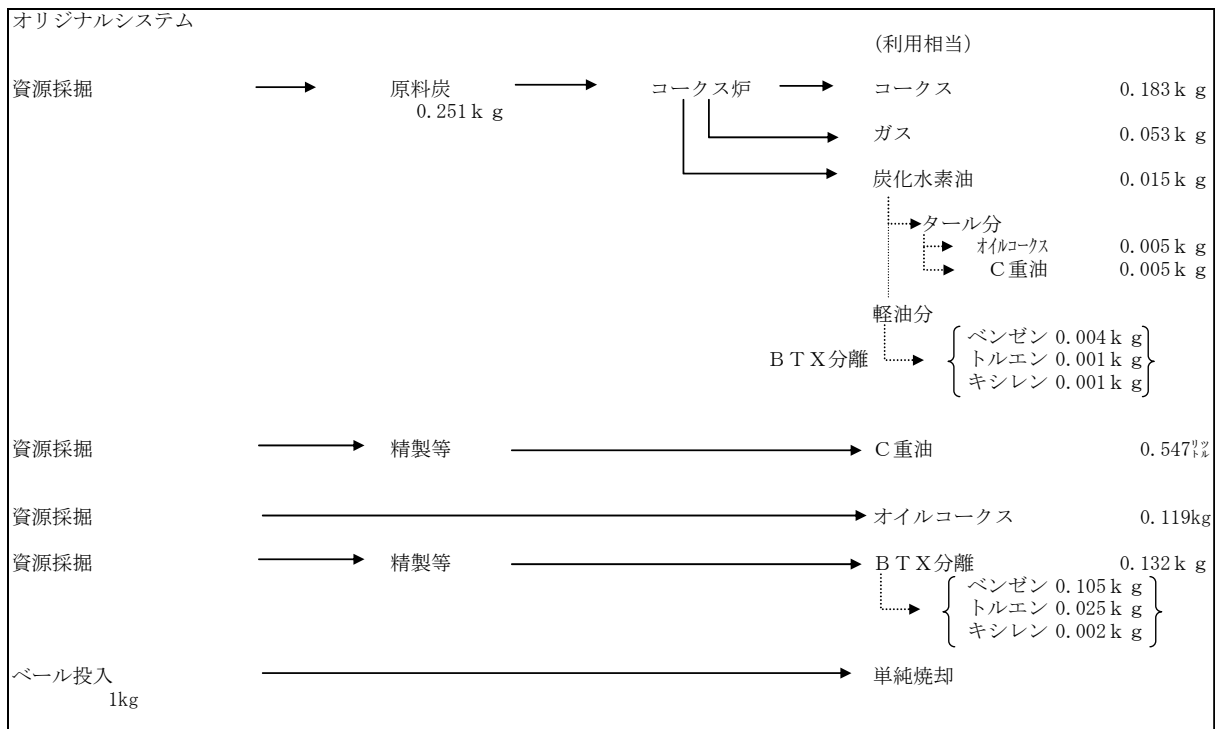 オリジナルシステム
(利用相当)
資源採掘 原料炭 コークス炉 コークス 0.183kg
0.251kg
ガス 0.053kg
炭化水素油 0.015kg
タール分
オイルコークス 0.005kg
C重油 0.005kg
軽油分
ベンゼン 0.004kg
BTX分離 トルエン 0.001kg
キシレン 0.001kg
資源採掘 精製等 C重油 0.547リットル
資源採掘 オイルコークス 0.119kg
資源採掘 精製等 BTX分離 0.132kg
ベンゼン 0.105kg
トルエン 0.025kg
キシレン 0.002kg
ベール投入 単純焼却
1kg